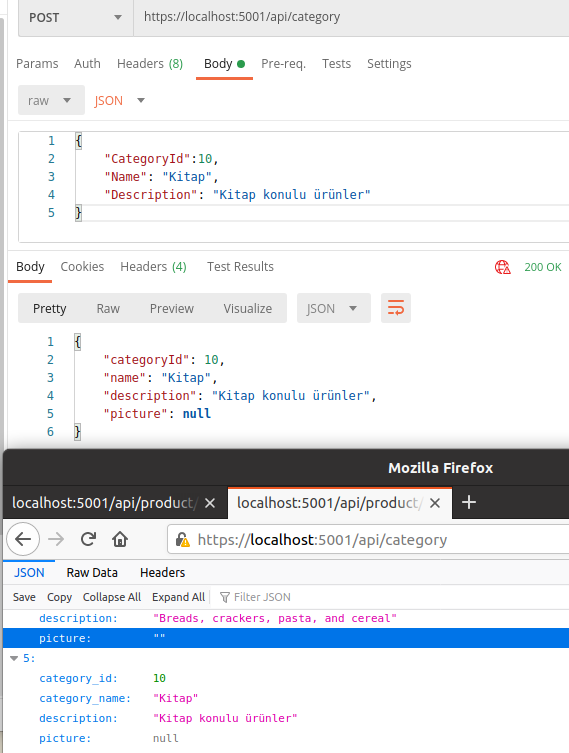 POST https://localhost:5001/api/category
Params Auth Headers (8) Body Pre-req. Tests Settings
raw JSON
1 {
2 "CategoryId":10,
3 "Name": "Kitap",
4 "Description": "Kitap konulu ürünler"
5 }
Body Cookies Headers (4) Test Results 200 OK
Pretty Raw Preview Visualize JSON
1 {
2 "categoryId": 10,
3 "name": "Kitap",
4 "description": "Kitap konulu ürünler",
5 "picture": null
6 }
Mozilla Firefox
localhost:5001/api/product/ localhost:5001/api/product/
https://localhost:5001/api/category
JSON Raw Data Headers
Save Copy Collapse All Expand All Filter JSON
description: "Breads, crackers, pasta, and cereal"
picture: ""
5:
category_id: 10
category_name: "Kitap"
description: "Kitap konulu ürünler"
picture: null